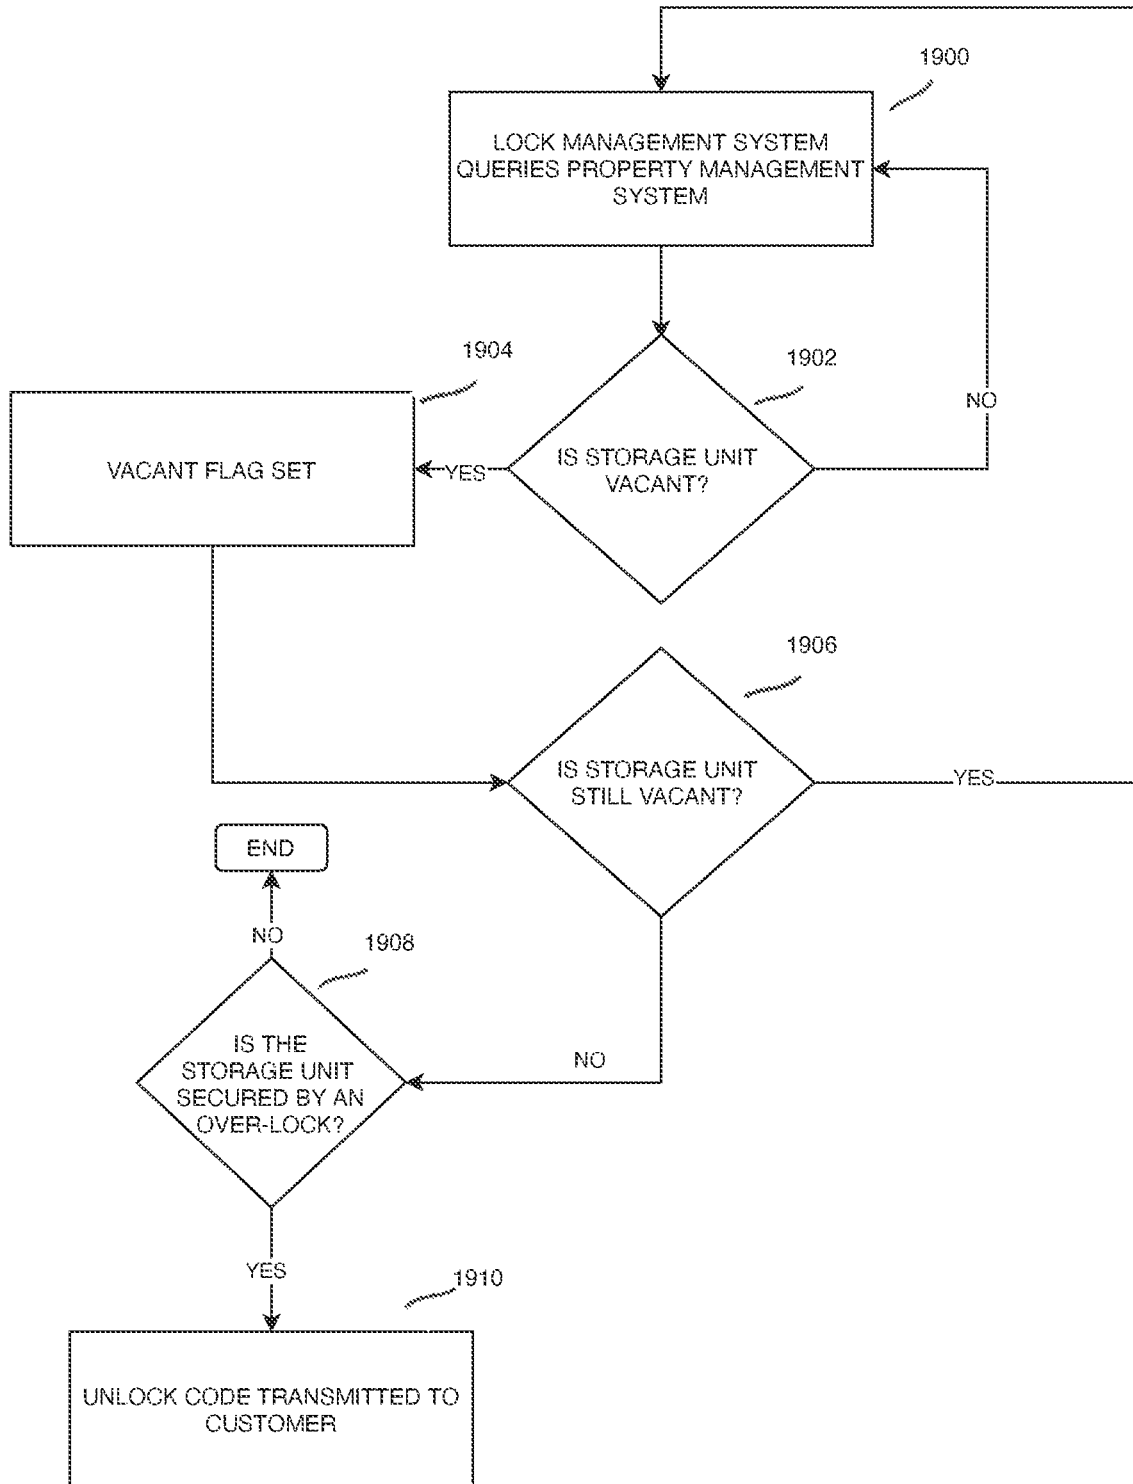 1900
LOCK MANAGEMENT SYSTEM
QUERIES PROPERTY MANAGEMENT
SYSTEM
1904
1902
NO
VACANT FLAG SET
YES
IS STORAGE UNIT
VACANT?
1906
IS STORAGE UNIT
STILL VACANT?
YES
END
NO
1908
IS THE
STORAGE UNIT
SECURED BY AN
OVER-LOCK?
NO
YES
1910
UNLOCK CODE TRANSMITTED TO
CUSTOMER